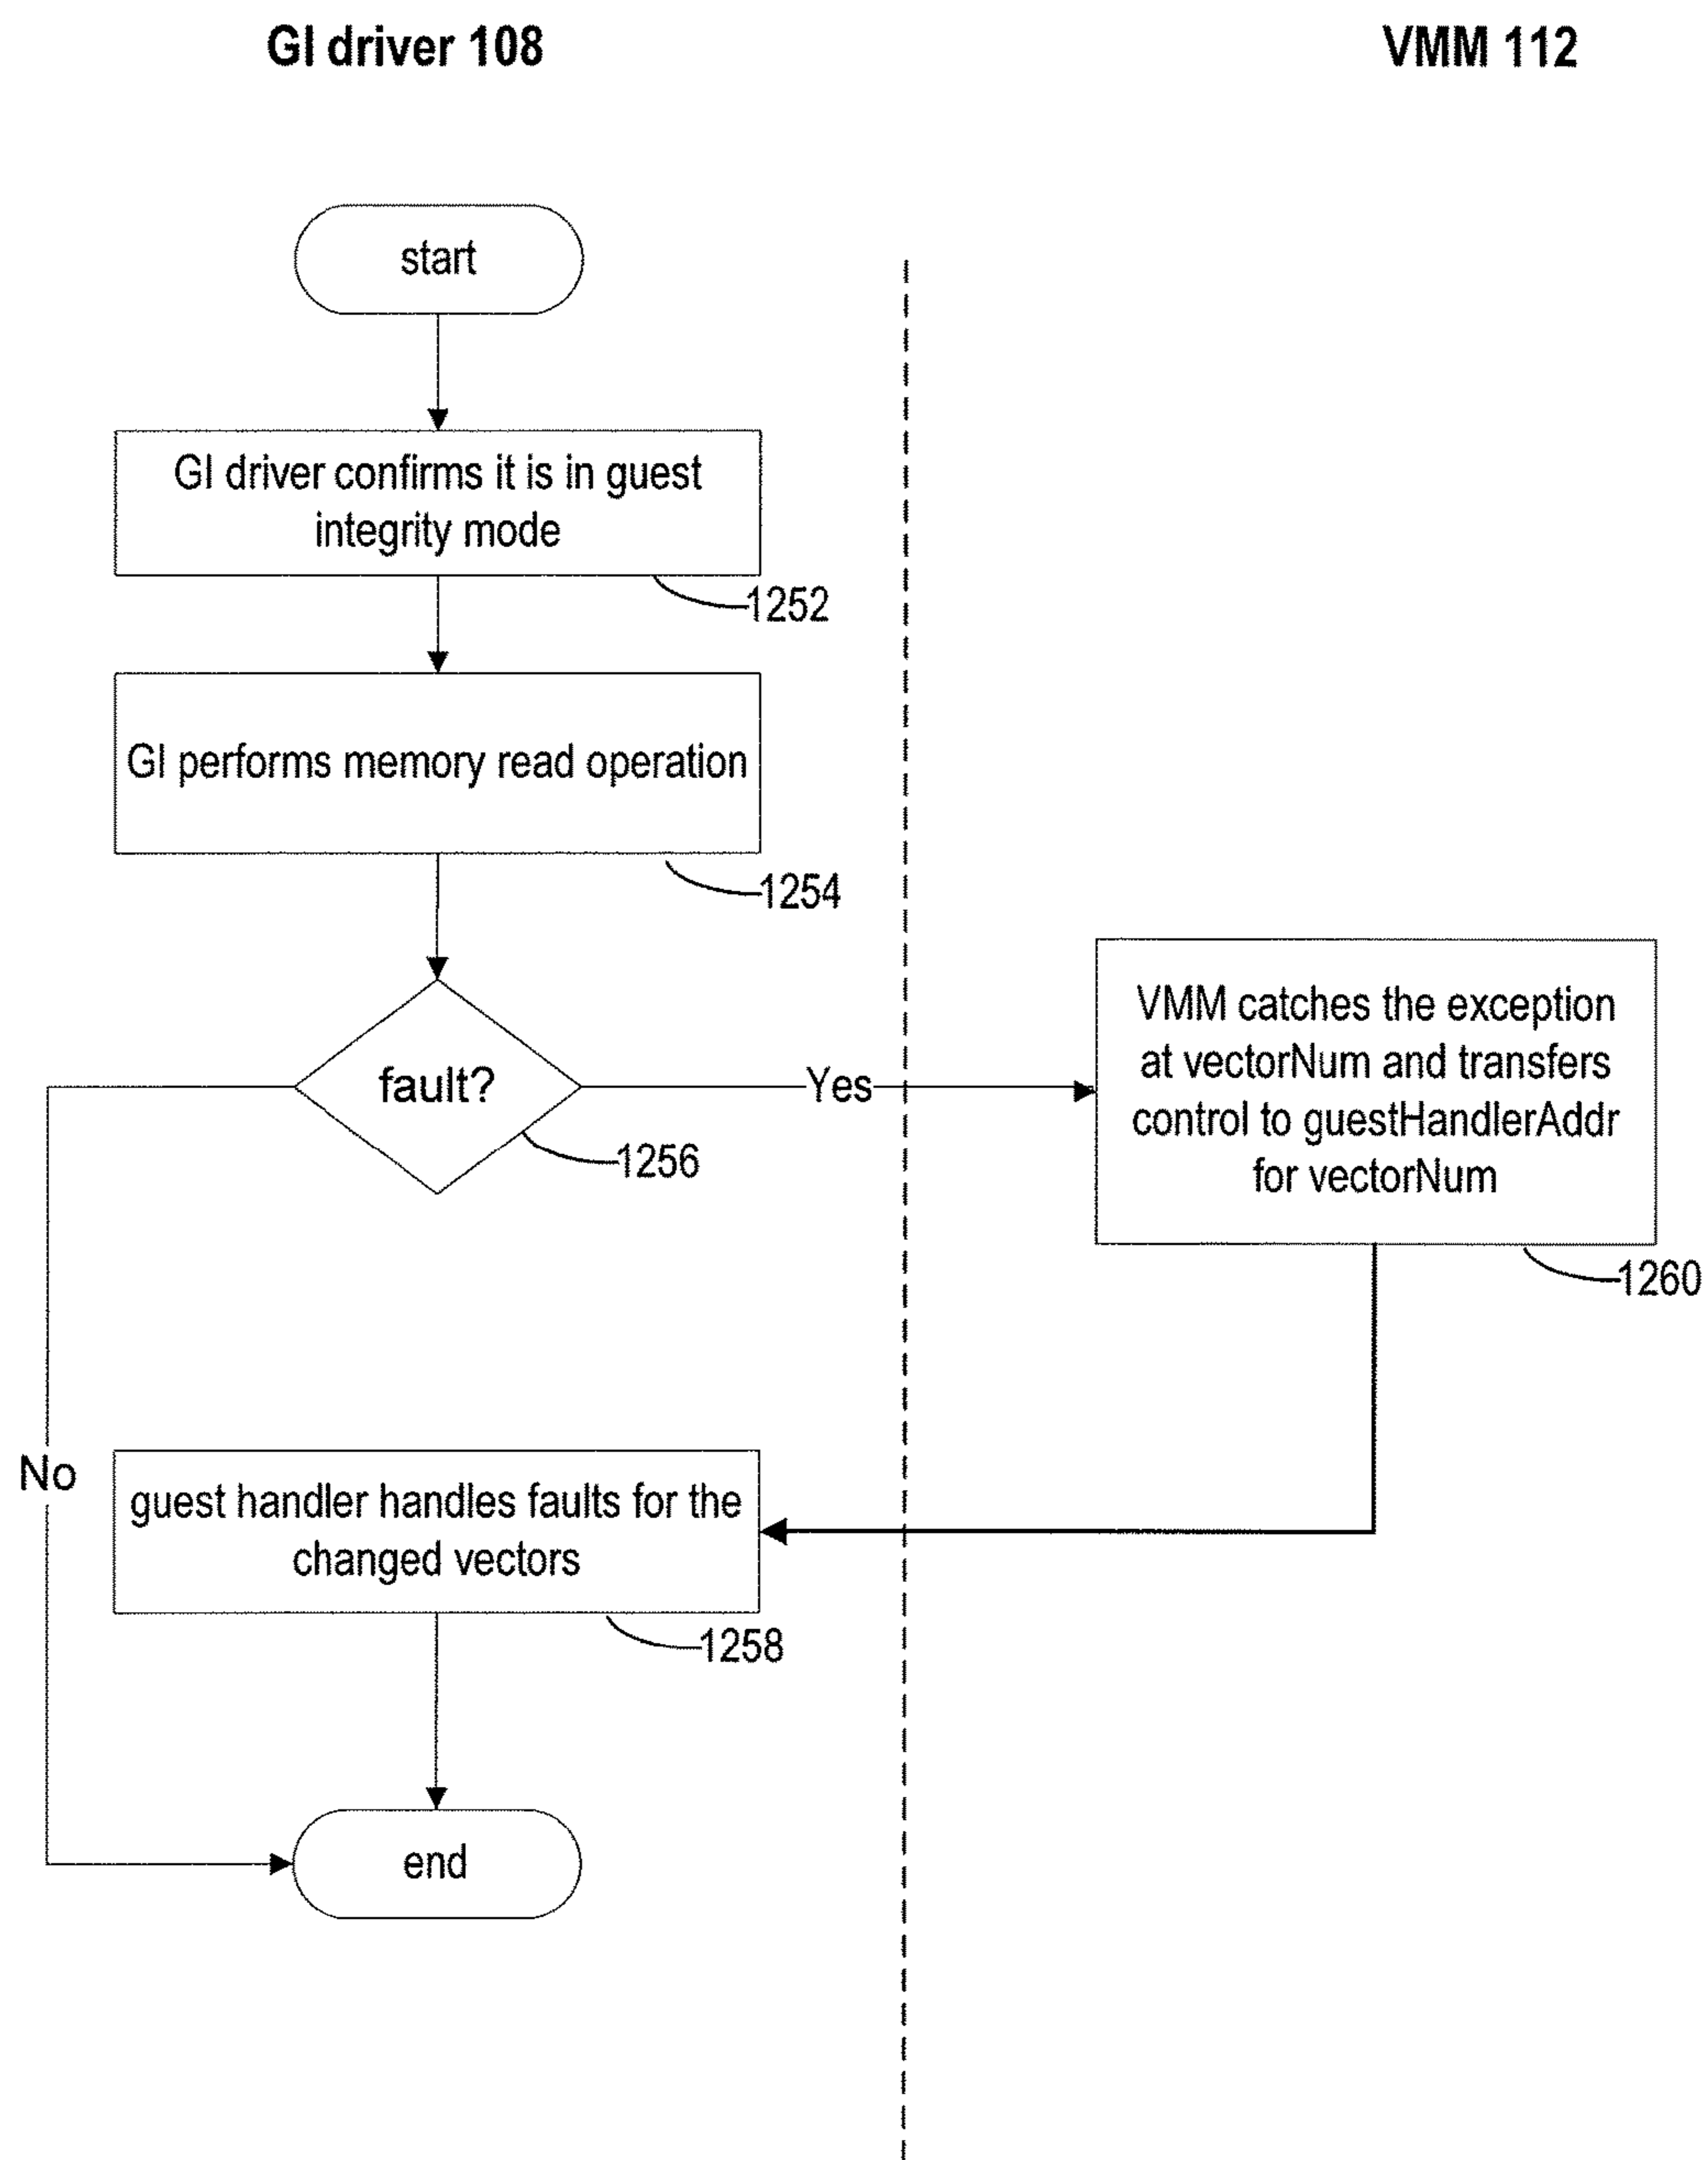 GI driver 108
VMM 112
start
GI driver confirms it is in guest
integrity mode
1252
GI performs memory read operation
1254
VMM catches the exception
at vectorNum and transfers
control to guestHandlerAddr
for vectorNum
fault?
Yes
1256
1260
No
guest handler handles faults for the
changed vectors
1258
end